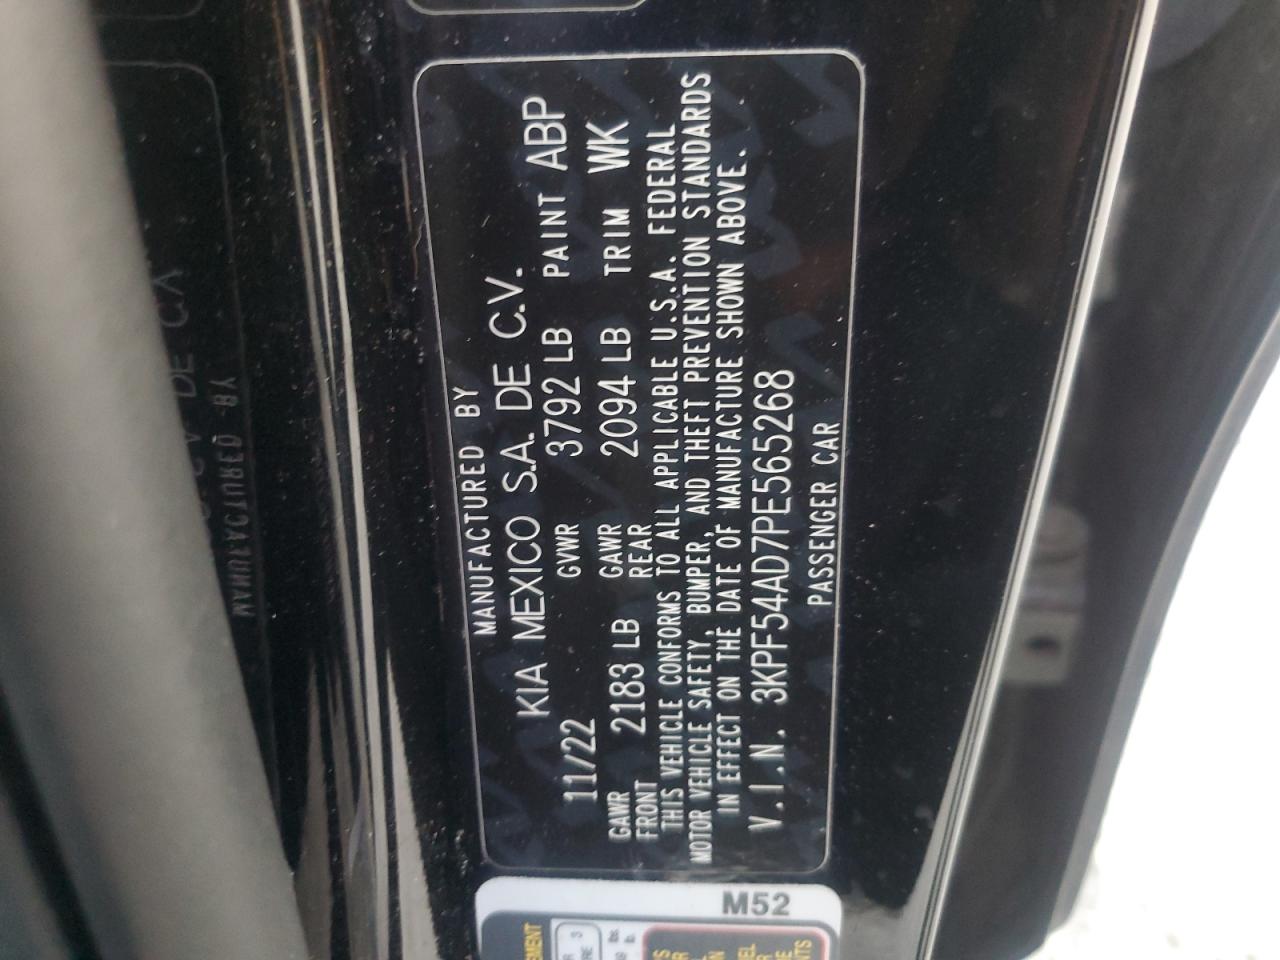 MANUFACTURED BY
KIA MEXICO S.A. DE C.V.
11/22 GVWR 3792 LB PAINT ABP
GAWR FRONT 2183 LB GAWR REAR 2094 LB TRIM WK
THIS VEHICLE CONFORMS TO ALL APPLICABLE U.S.A. FEDERAL
MOTOR VEHICLE SAFETY, BUMPER, AND THEFT PREVENTION STANDARDS
IN EFFECT ON THE DATE OF MANUFACTURE SHOWN ABOVE.
V.I.N. 3KPF54AD7PE565268
PASSENGER CAR
M52